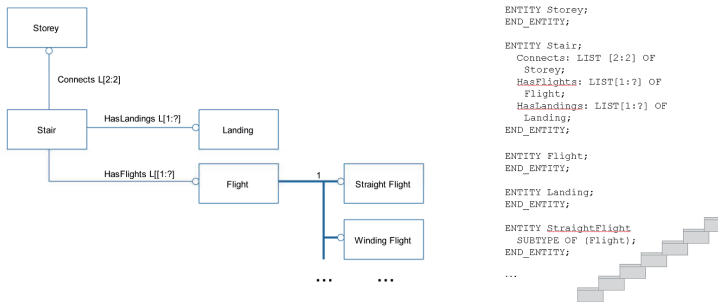 Storey
Connects L[2:2]
Stair
HasLandings L[1:?]
Landing
HasFlights L[[1:?]
Flight
1
Straight Flight
Winding Flight
... ...
ENTITY Storey;
END_ENTITY;
ENTITY Stair;
Connects: LIST [2:2] OF
Storey;
HasFlights: LIST[1:?] OF
Flight;
HasLandings: LIST[1:?] OF
Landing;
END_ENTITY;
ENTITY Flight;
END_ENTITY;
ENTITY Landing;
END_ENTITY;
ENTITY StraightFlight
SUBTYPE OF (Flight);
END_ENTITY;
...